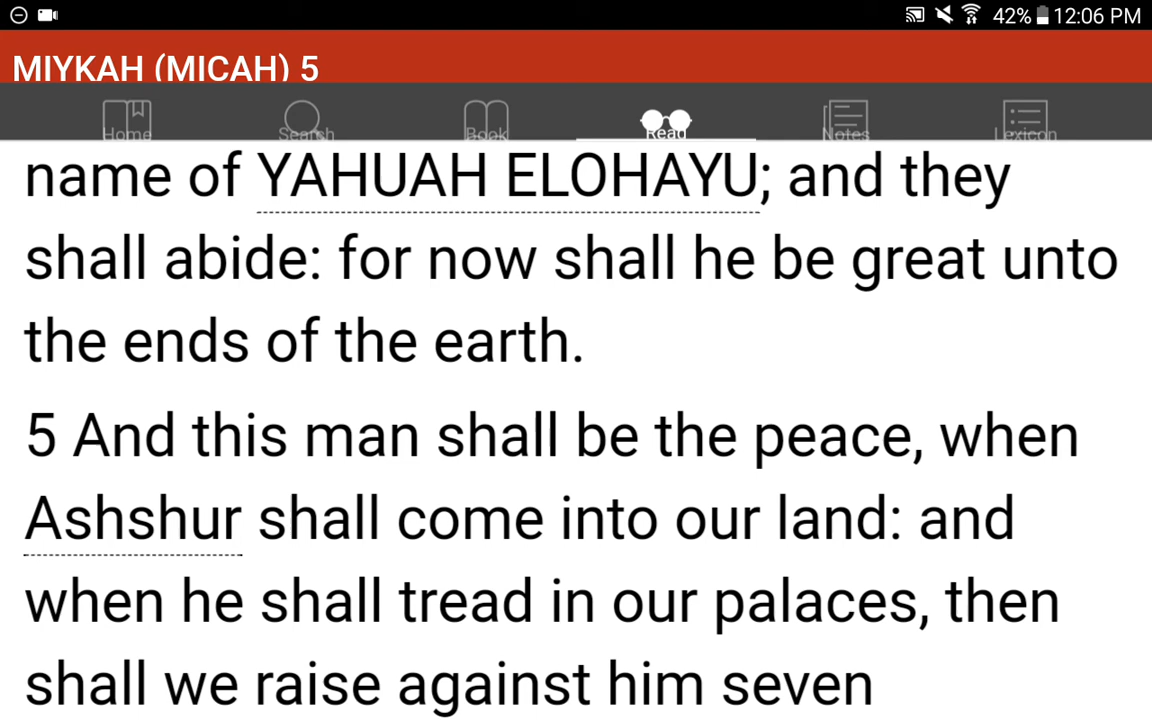 42% 12:06 PM
MIYKAH (MICAH) 5
Home Search Book Read Notes Lexicon
name of YAHUAH ELOHAYU; and they
shall abide: for now shall he be great unto
the ends of the earth.
5 And this man shall be the peace, when
Ashshur shall come into our land: and
when he shall tread in our palaces, then
shall we raise against him seven